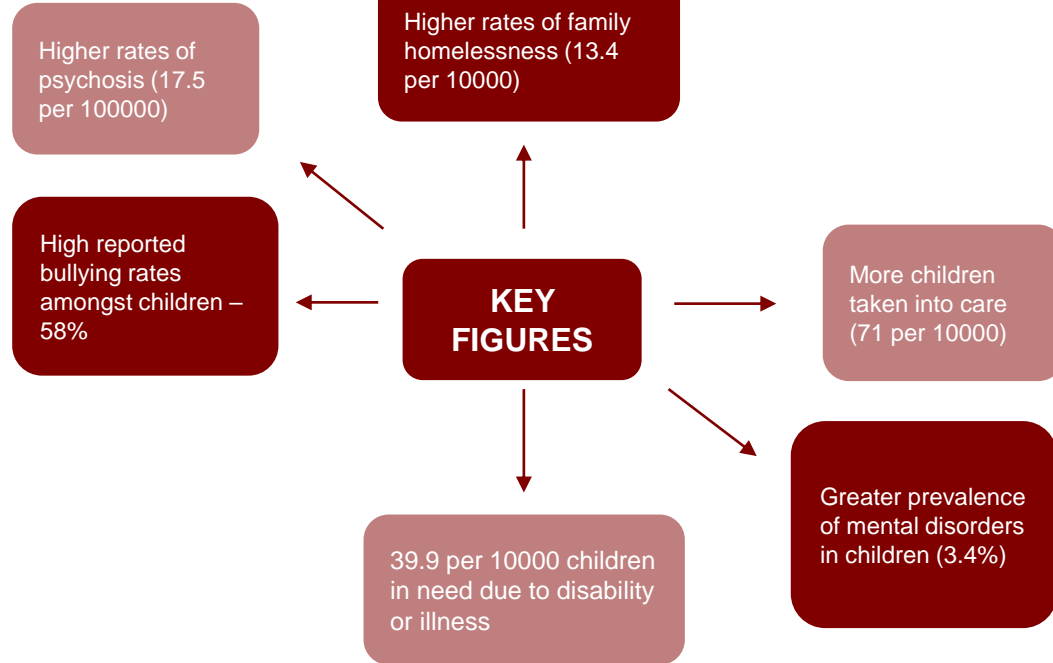 Higher rates of
psychosis (17.5
per 100000)
Higher rates of family
homelessness (13.4
per 10000)
High reported
bullying rates
amongst children –
58%
KEY
FIGURES
More children
taken into care
(71 per 10000)
Greater prevalence
of mental disorders
in children (3.4%)
39.9 per 10000 children
in need due to disability
or illness